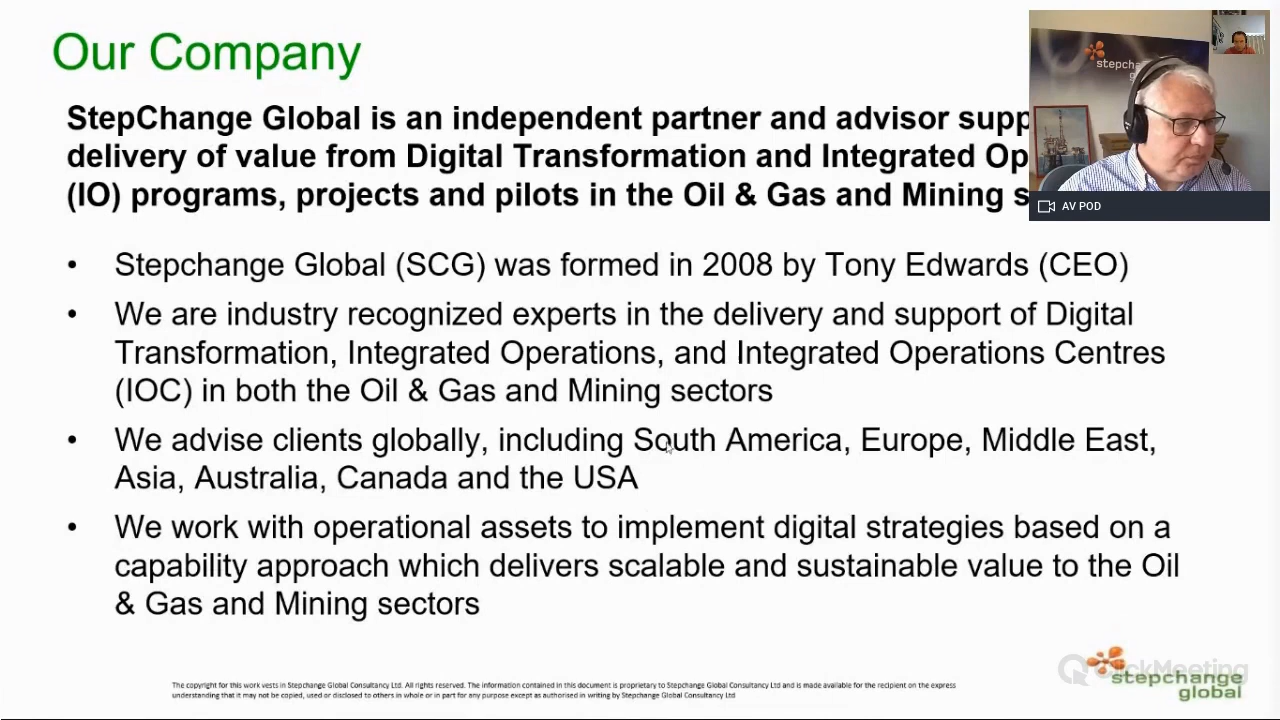 Our Company
StepChange Global is an independent partner and advisor
delivery of value from Digital Transformation and Integrated
(IO) programs, projects and pilots in the Oil & Gas and Mining
• Stepchange Global (SCG) was formed in 2008 by Tony Edwards (CEO)
• We are industry recognized experts in the delivery and support of Digital
Transformation, Integrated Operations, and Integrated Operations Centres
(IOC) in both the Oil & Gas and Mining sectors
• We advise clients globally, including South America, Europe, Middle East,
Asia, Australia, Canada and the USA
• We work with operational assets to implement digital strategies based on a
capability approach which delivers scalable and sustainable value to the Oil
& Gas and Mining sectors
AV POD
The copyright for this work vests in Stepchange Global Consultancy Ltd. All rights reserved. The information contained in this document is proprietary to Stepchange Global Consultancy Ltd and is made available for the recipient on the express
understanding that it may not be copied, used or disclosed to others in whole or in part for any purpose except as authorised in writing by Stepchange Global Consultancy Ltd
ClickMeeting
stepchange
global